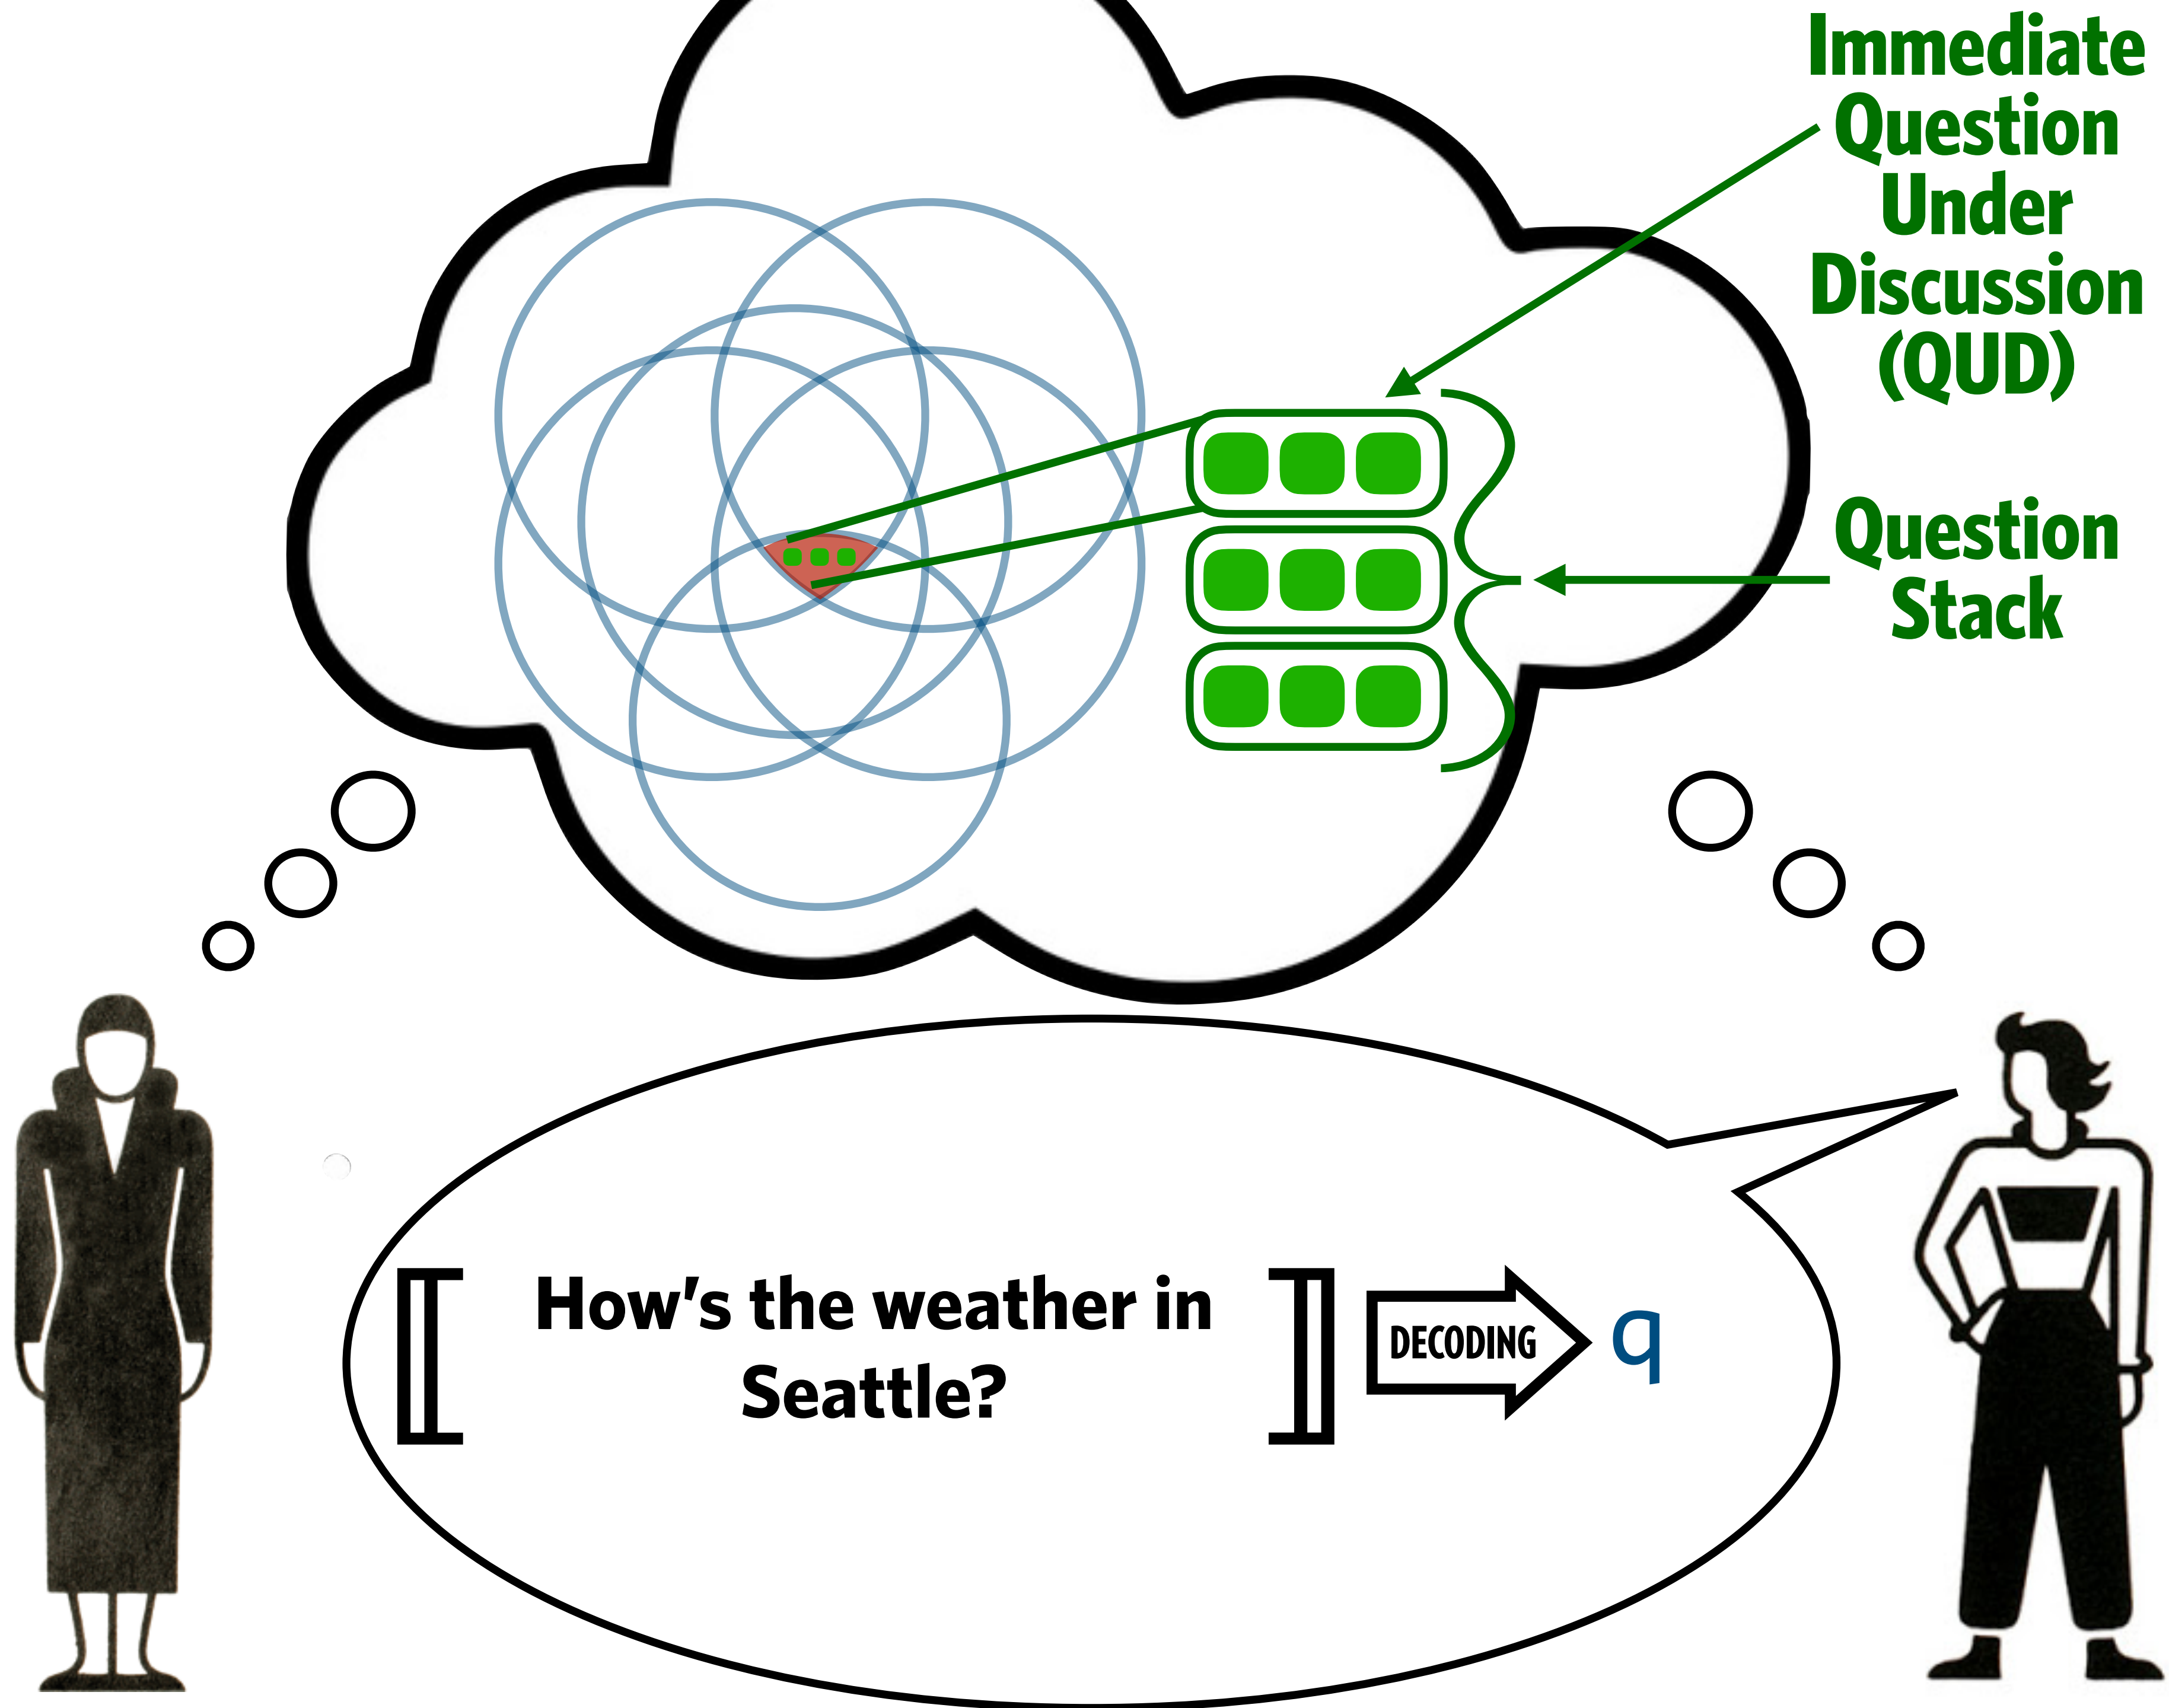 Immediate
Question
Under
Discussion
(QUD)
Question
Stack
How's the weather in
Seattle?
DECODING
q